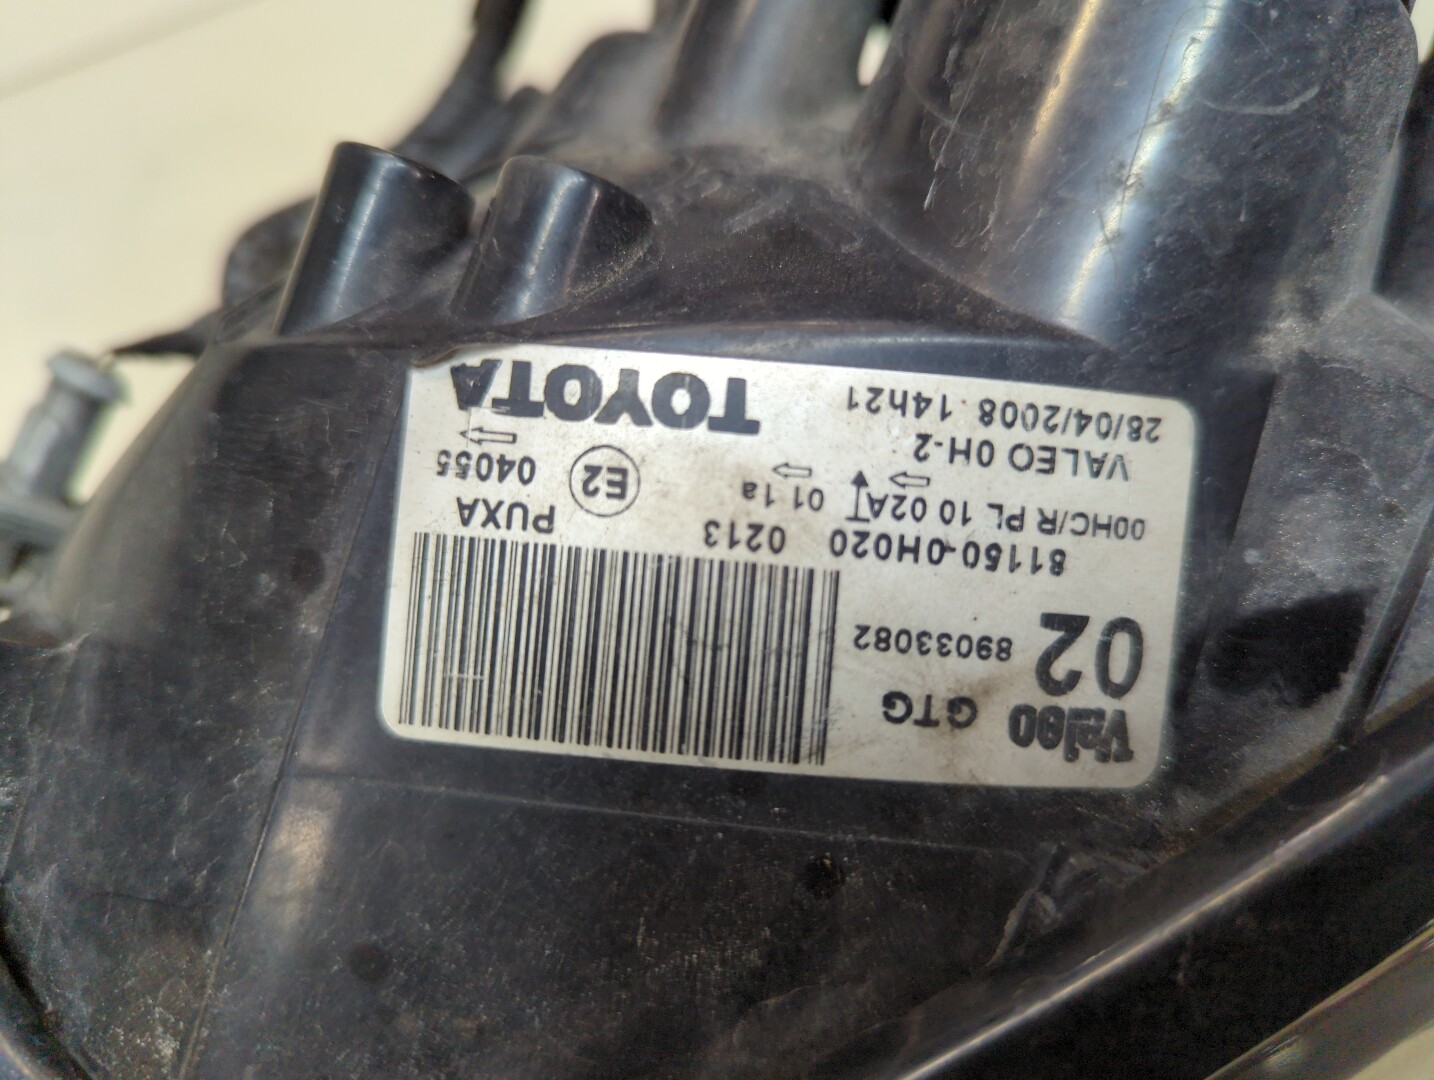 Valeo GTG
02 89033082
81150-0H020 0213
00HC/R PL 10 02A 01 1a
PUXA
VALEO 0H-2
E2 04055
28/04/2008 14h21
TOYOTA